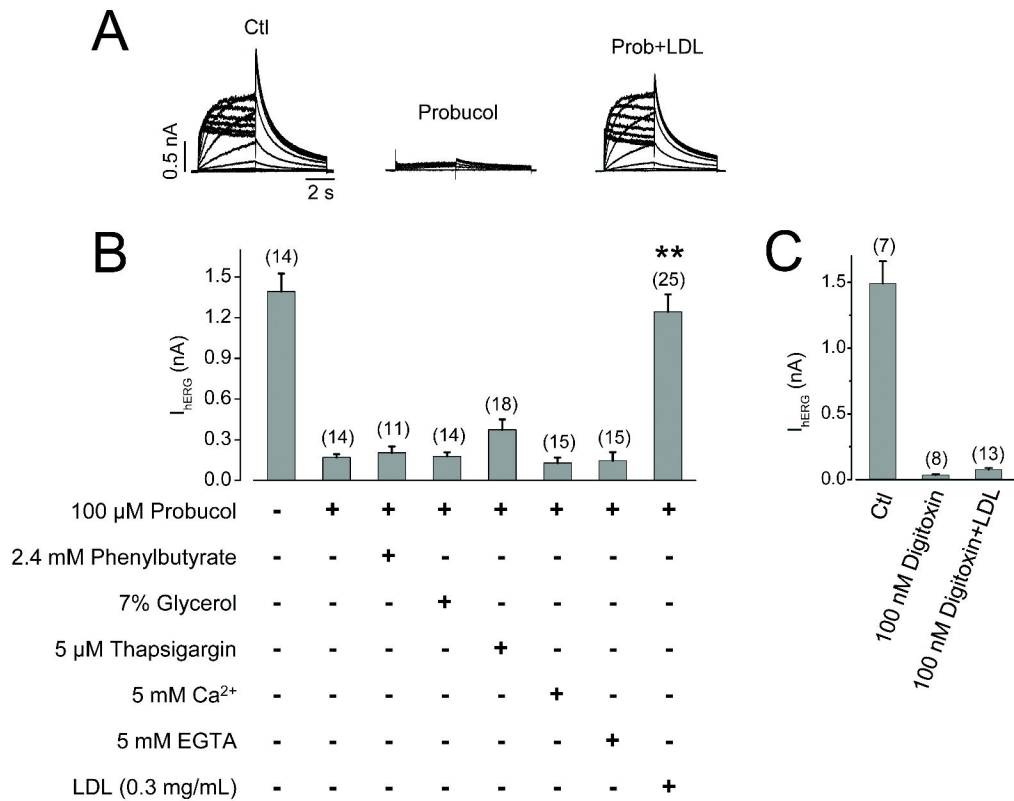 A
Ctl
Probucol
Prob+LDL
0.5 nA
2 s
B
I hERG (nA)
1.5
1.2
0.9
0.6
0.3
0.0
(14)
(14)
(11)
(14)
(18)
(15)
(15)
**
(25)
100 µM Probucol - + + + + + + +
2.4 mM Phenylbutyrate - - + - - - - -
7% Glycerol - - - + - - - -
5 µM Thapsigargin - - - - + - - -
5 mM Ca²⁺ - - - - - + - -
5 mM EGTA - - - - - - + -
LDL (0.3 mg/mL) - - - - - - - +
C
I hERG (nA)
1.5
1.0
0.5
0.0
(7)
(8)
(13)
Ctl
100 nM Digitoxin
100 nM Digitoxin+LDL